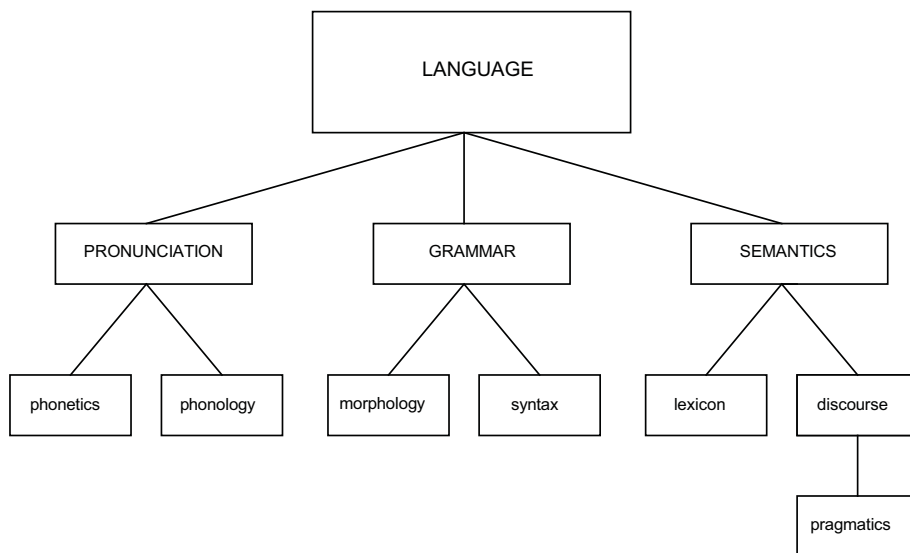 LANGUAGE
PRONUNCIATION
GRAMMAR
SEMANTICS
phonetics
phonology
morphology
syntax
lexicon
discourse
pragmatics